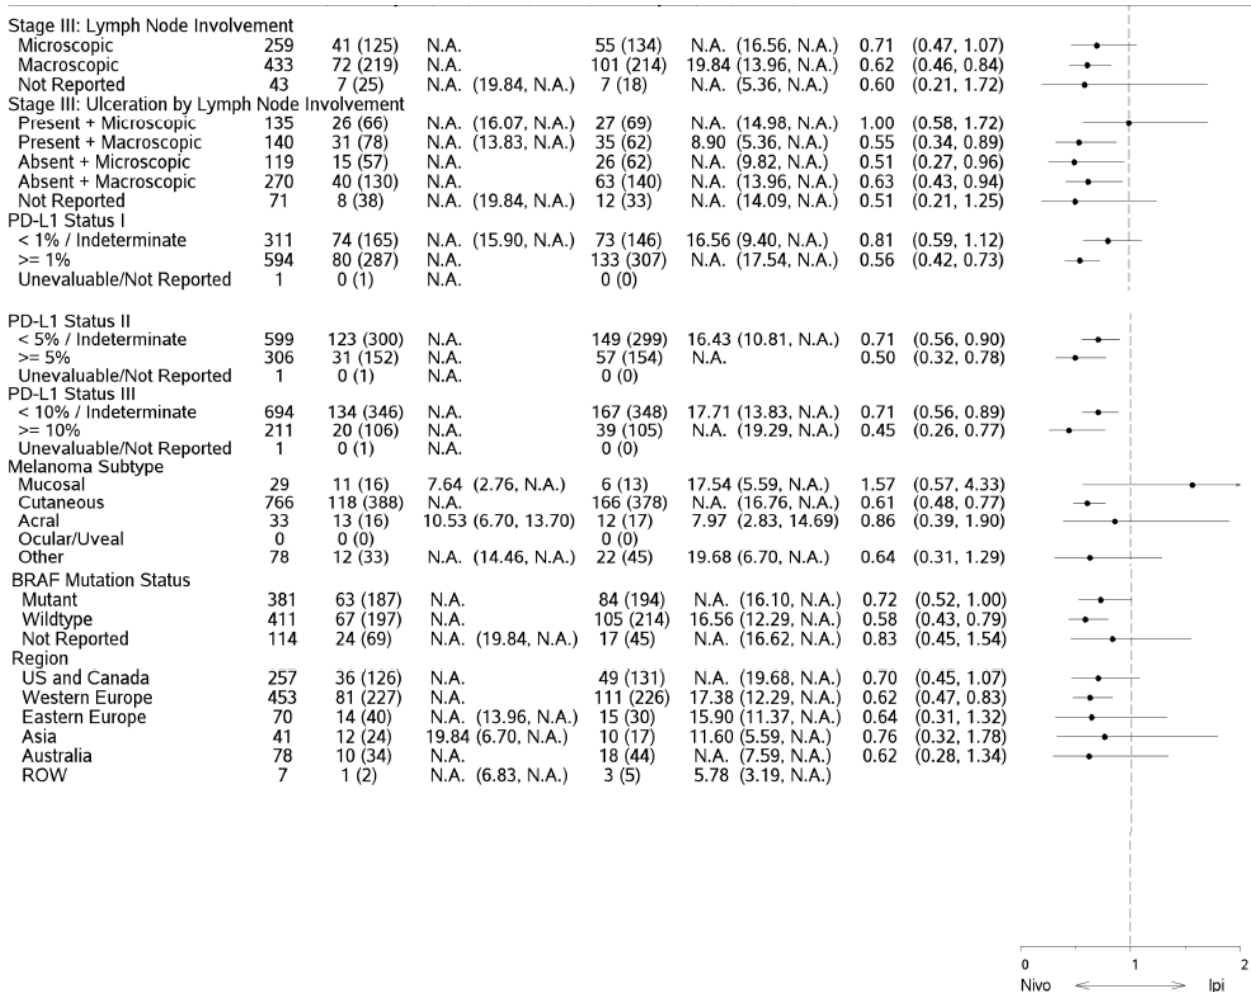 Stage III: Lymph Node Involvement
Microscopic 259 41 (125) N.A. 55 (134) N.A. (16.56, N.A.) 0.71 (0.47, 1.07)
Macroscopic 433 72 (219) N.A. 101 (214) 19.84 (13.96, N.A.) 0.62 (0.46, 0.84)
Not Reported 43 7 (25) N.A. (19.84, N.A.) 7 (18) N.A. (5.36, N.A.) 0.60 (0.21, 1.72)
Stage III: Ulceration by Lymph Node Involvement
Present + Microscopic 135 26 (66) N.A. (16.07, N.A.) 27 (69) N.A. (14.98, N.A.) 1.00 (0.58, 1.72)
Present + Macroscopic 140 31 (78) N.A. (13.83, N.A.) 35 (62) 8.90 (5.36, N.A.) 0.55 (0.34, 0.89)
Absent + Microscopic 119 15 (57) N.A. 26 (62) N.A. (9.82, N.A.) 0.51 (0.27, 0.96)
Absent + Macroscopic 270 40 (130) N.A. 63 (140) N.A. (13.96, N.A.) 0.63 (0.43, 0.94)
Not Reported 71 8 (38) N.A. (19.84, N.A.) 12 (33) N.A. (14.09, N.A.) 0.51 (0.21, 1.25)
PD-L1 Status I
< 1% / Indeterminate 311 74 (165) N.A. (15.90, N.A.) 73 (146) 16.56 (9.40, N.A.) 0.81 (0.59, 1.12)
>= 1% 594 80 (287) N.A. 133 (307) N.A. (17.54, N.A.) 0.56 (0.42, 0.73)
Unevaluable/Not Reported 1 0 (1) N.A. 0 (0)
PD-L1 Status II
< 5% / Indeterminate 599 123 (300) N.A. 149 (299) 16.43 (10.81, N.A.) 0.71 (0.56, 0.90)
>= 5% 306 31 (152) N.A. 57 (154) N.A. 0.50 (0.32, 0.78)
Unevaluable/Not Reported 1 0 (1) N.A. 0 (0)
PD-L1 Status III
< 10% / Indeterminate 694 134 (346) N.A. 167 (348) 17.71 (13.83, N.A.) 0.71 (0.56, 0.89)
>= 10% 211 20 (106) N.A. 39 (105) N.A. (19.29, N.A.) 0.45 (0.26, 0.77)
Unevaluable/Not Reported 1 0 (1) N.A. 0 (0)
Melanoma Subtype
Mucosal 29 11 (16) 7.64 (2.76, N.A.) 6 (13) 17.54 (5.59, N.A.) 1.57 (0.57, 4.33)
Cutaneous 766 118 (388) N.A. 166 (378) N.A. (16.76, N.A.) 0.61 (0.48, 0.77)
Acral 33 13 (16) 10.53 (6.70, 13.70) 12 (17) 7.97 (2.83, 14.69) 0.86 (0.39, 1.90)
Ocular/Uveal 0 0 (0) 0 (0)
Other 78 12 (33) N.A. (14.46, N.A.) 22 (45) 19.68 (6.70, N.A.) 0.64 (0.31, 1.29)
BRAF Mutation Status
Mutant 381 63 (187) N.A. 84 (194) N.A. (16.10, N.A.) 0.72 (0.52, 1.00)
Wildtype 411 67 (197) N.A. 105 (214) 16.56 (12.29, N.A.) 0.58 (0.43, 0.79)
Not Reported 114 24 (69) N.A. (19.84, N.A.) 17 (45) N.A. (16.62, N.A.) 0.83 (0.45, 1.54)
Region
US and Canada 257 36 (126) N.A. 49 (131) N.A. (19.68, N.A.) 0.70 (0.45, 1.07)
Western Europe 453 81 (227) N.A. 111 (226) 17.38 (12.29, N.A.) 0.62 (0.47, 0.83)
Eastern Europe 70 14 (40) N.A. (13.96, N.A.) 15 (30) 15.90 (11.37, N.A.) 0.64 (0.31, 1.32)
Asia 41 12 (24) 19.84 (6.70, N.A.) 10 (17) 11.60 (5.59, N.A.) 0.76 (0.32, 1.78)
Australia 78 10 (34) N.A. 18 (44) N.A. (7.59, N.A.) 0.62 (0.28, 1.34)
ROW 7 1 (2) N.A. (6.83, N.A.) 3 (5) 5.78 (3.19, N.A.)
0 1 2
Nivo Ipi